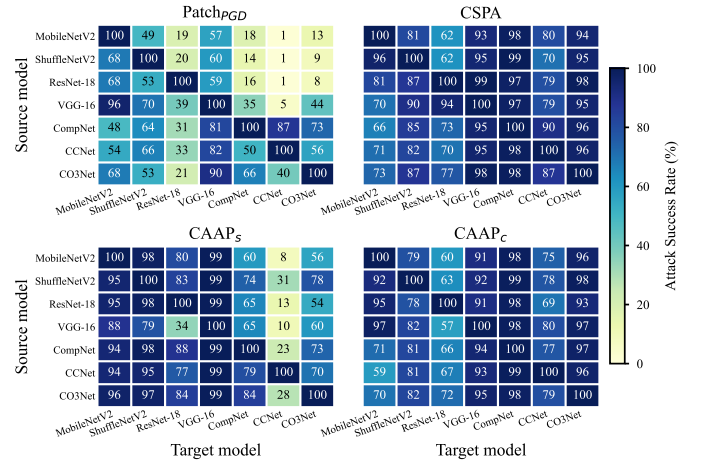 Patch_PGD CSPA
MobileNetV2 100 49 19 57 18 1 13 100 81 62 93 98 80 94
ShuffleNetV2 68 100 20 60 14 1 9 96 100 62 95 99 70 95
ResNet-18 68 53 100 59 16 1 8 81 87 100 99 97 79 98
VGG-16 96 70 39 100 35 5 44 70 90 94 100 97 79 95
CompNet 48 64 31 81 100 87 73 66 85 73 95 100 90 96
CCNet 54 66 33 82 50 100 56 71 82 70 95 98 100 96
CO3Net 68 53 21 90 66 40 100 73 87 77 98 98 87 100
MobileNetV2 ShuffleNetV2 ResNet-18 VGG-16 CompNet CCNet CO3Net MobileNetV2 ShuffleNetV2 ResNet-18 VGG-16 CompNet CCNet CO3Net
Source model
CAAP_S CAAP_C
MobileNetV2 100 98 80 99 60 8 56 100 79 60 91 98 75 96
ShuffleNetV2 95 100 83 99 74 31 78 92 100 63 92 99 78 98
ResNet-18 95 98 100 99 65 13 54 95 78 100 91 98 69 93
VGG-16 88 79 34 100 65 10 60 97 82 57 100 98 80 97
CompNet 94 98 88 99 100 23 73 71 81 66 94 100 77 97
CCNet 94 95 77 99 79 100 70 59 81 67 93 99 100 96
CO3Net 96 97 84 99 84 28 100 70 82 72 95 98 79 100
MobileNetV2 ShuffleNetV2 ResNet-18 VGG-16 CompNet CCNet CO3Net MobileNetV2 ShuffleNetV2 ResNet-18 VGG-16 CompNet CCNet CO3Net
Source model
Target model Target model
100
80
60
40
20
0
Attack Success Rate (%)